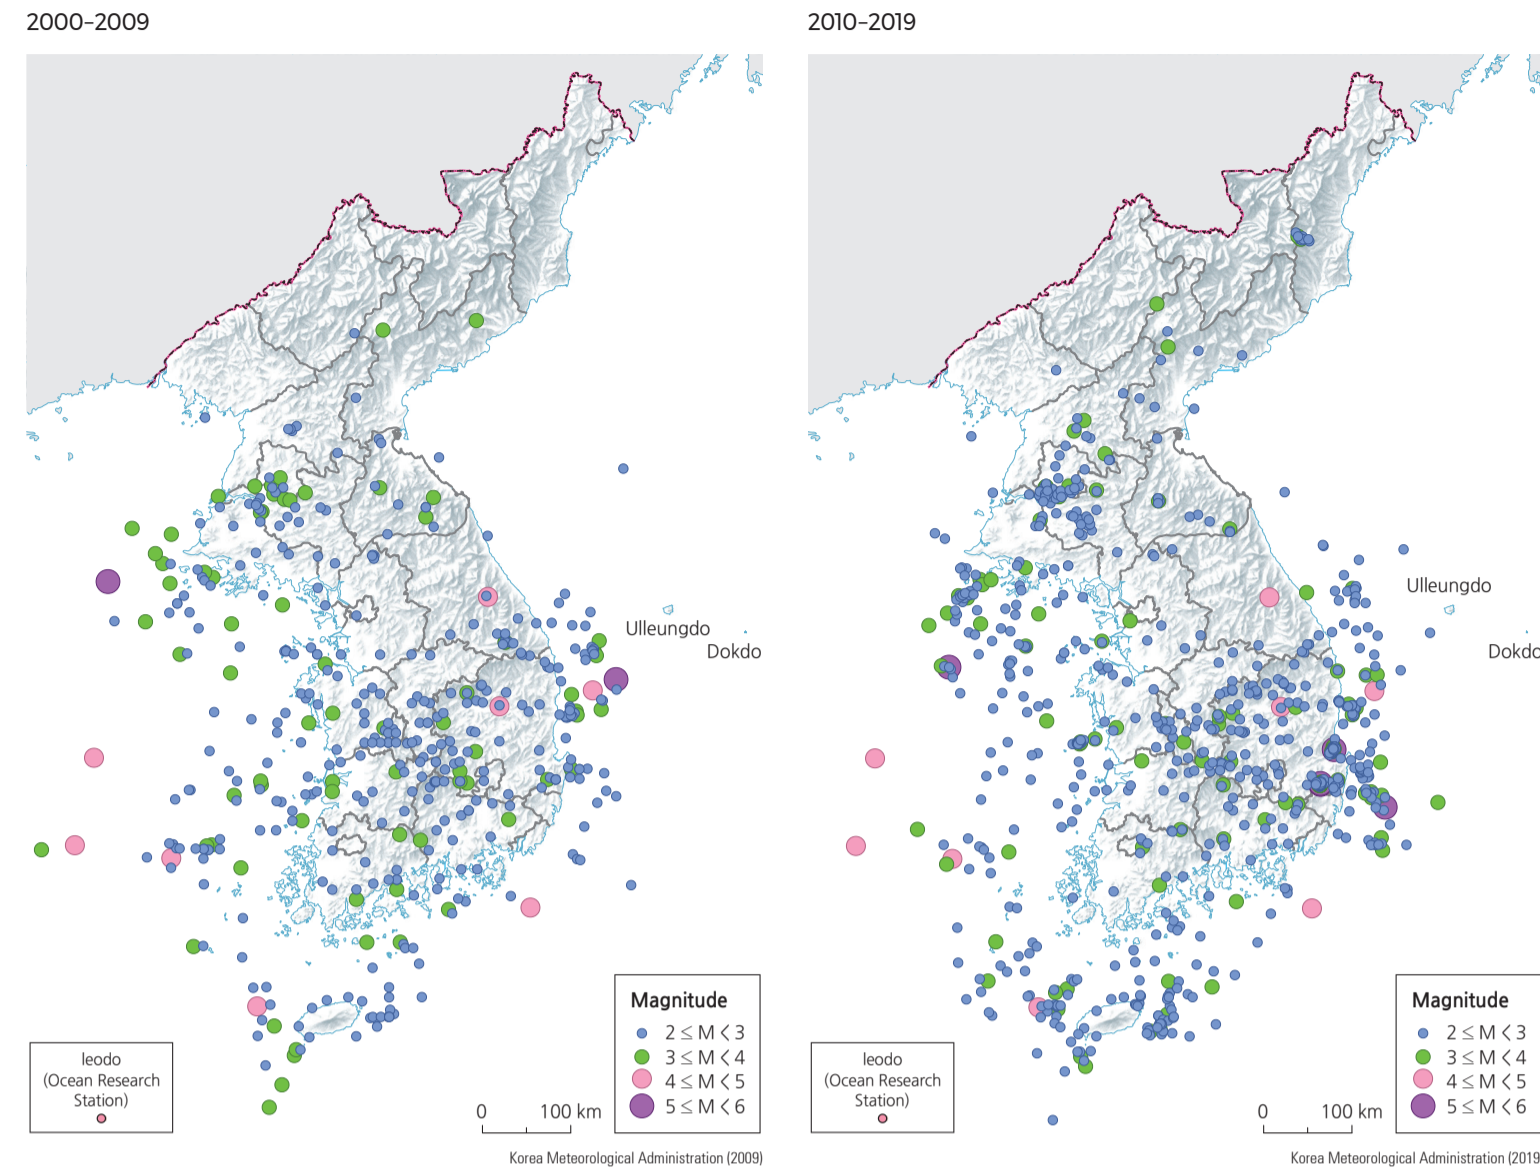 2000-2009
Ulleungdo
Dokdo
Magnitude
2 ≤ M < 3
3 ≤ M < 4
4 ≤ M < 5
5 ≤ M < 6
Ieodo
(Ocean Research
Station)
0 100 km
Korea Meteorological Administration (2009)
2010-2019
Ulleungdo
Dokdo
Magnitude
2 ≤ M < 3
3 ≤ M < 4
4 ≤ M < 5
5 ≤ M < 6
Ieodo
(Ocean Research
Station)
0 100 km
Korea Meteorological Administration (2019